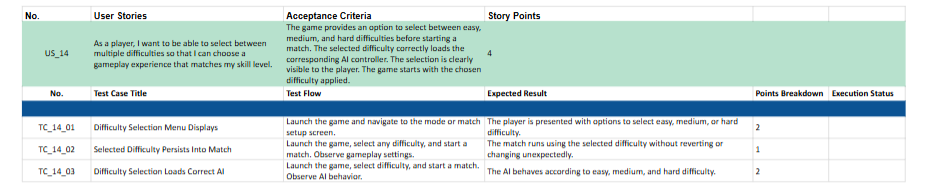 No. User Stories Acceptance Criteria Story Points
US_14
As a player, I want to be able to select between
multiple difficulties so that I can choose a
gameplay experience that matches my skill level.
The game provides an option to select between easy,
medium, and hard difficulties before starting a
match. The selected difficulty correctly loads the
corresponding AI controller. The selection is clearly
visible to the player. The game starts with the chosen
difficulty applied.
4
No. Test Case Title Test Flow Expected Result Points Breakdown Execution Status
TC_14_01
Difficulty Selection Menu Displays
Launch the game and navigate to the mode or match
setup screen.
The player is presented with options to select easy, medium, or hard
difficulty.
2
TC_14_02
Selected Difficulty Persists Into Match
Launch the game, select any difficulty, and start a
match. Observe gameplay settings.
The match runs using the selected difficulty without reverting or
changing unexpectedly.
1
TC_14_03
Difficulty Selection Loads Correct AI
Launch the game, select difficulty, and start a match.
Observe AI behavior.
The AI behaves according to easy, medium, and hard difficulty.
2